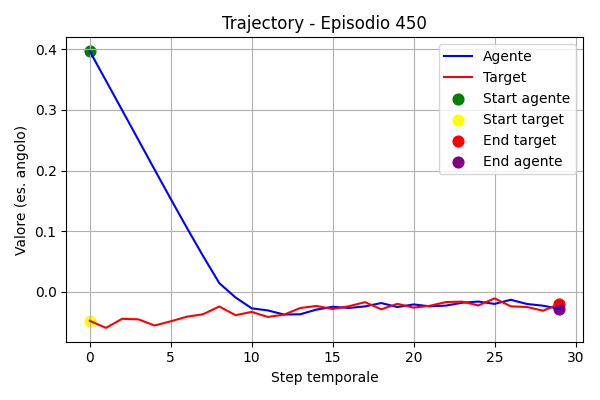 Trajectory - Episodio 450
Valore (es. angolo)
0.4
0.3
0.2
0.1
0.0
0 5 10 15 20 25 30
Step temporale
Agente
Target
Start agente
Start target
End target
End agente